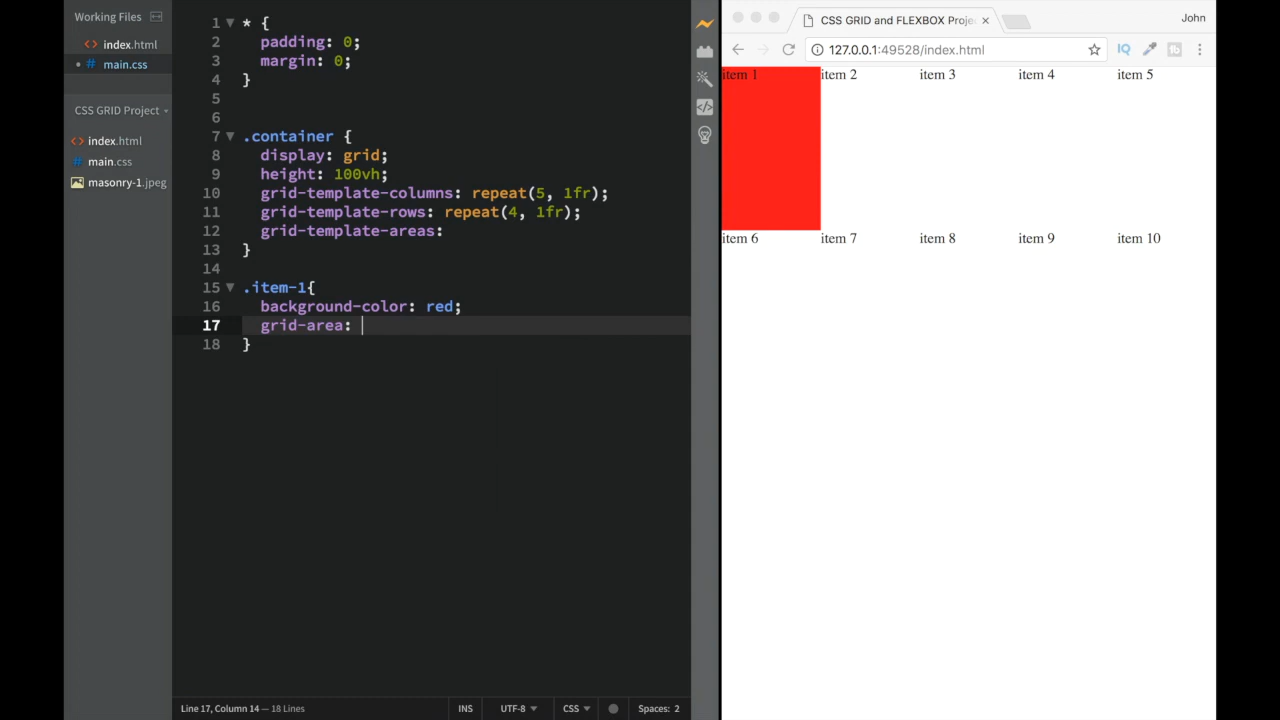 Working Files
index.html
main.css
CSS GRID Project
index.html
main.css
masonry-1.jpeg
1 * {
2 padding: 0;
3 margin: 0;
4 }
5
6
7 .container {
8 display: grid;
9 height: 100vh;
10 grid-template-columns: repeat(5, 1fr);
11 grid-template-rows: repeat(4, 1fr);
12 grid-template-areas:
13 }
14
15 .item-1{
16 background-color: red;
17 grid-area:
18 }
Line 17, Column 14 — 18 Lines INS UTF-8 CSS Spaces: 2
CSS GRID and FLEXBOX Proje John
127.0.0.1:49528/index.html IQ
item 1 item 2 item 3 item 4 item 5
item 6 item 7 item 8 item 9 item 10